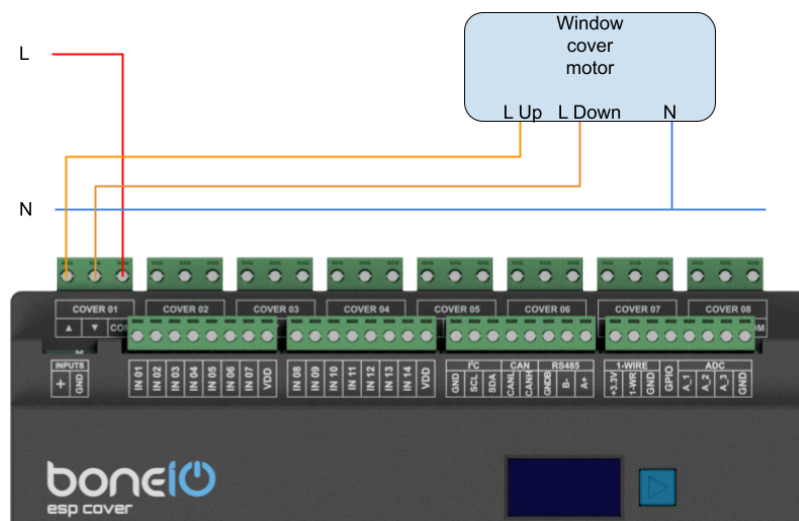 Window
cover
motor
L
L Up L Down N
N
COVER 01 COVER 02 COVER 03 COVER 04 COVER 05 COVER 06 COVER 07 COVER 08
▲ ▼
INPUTS
+ GND
IN 01 IN 02 IN 03 IN 04 IN 05 IN 06 IN 07 VDD
IN 08 IN 09 IN 10 IN 11 IN 12 IN 13 IN 14 VDD
I²C CAN RS485
GND SCL SDA CANL CANH GNDB B- A+
1-WIRE ADC
+3.3V 1-WR GND GPIO A_1 A_2 A_3 GND
boneIO
esp cover